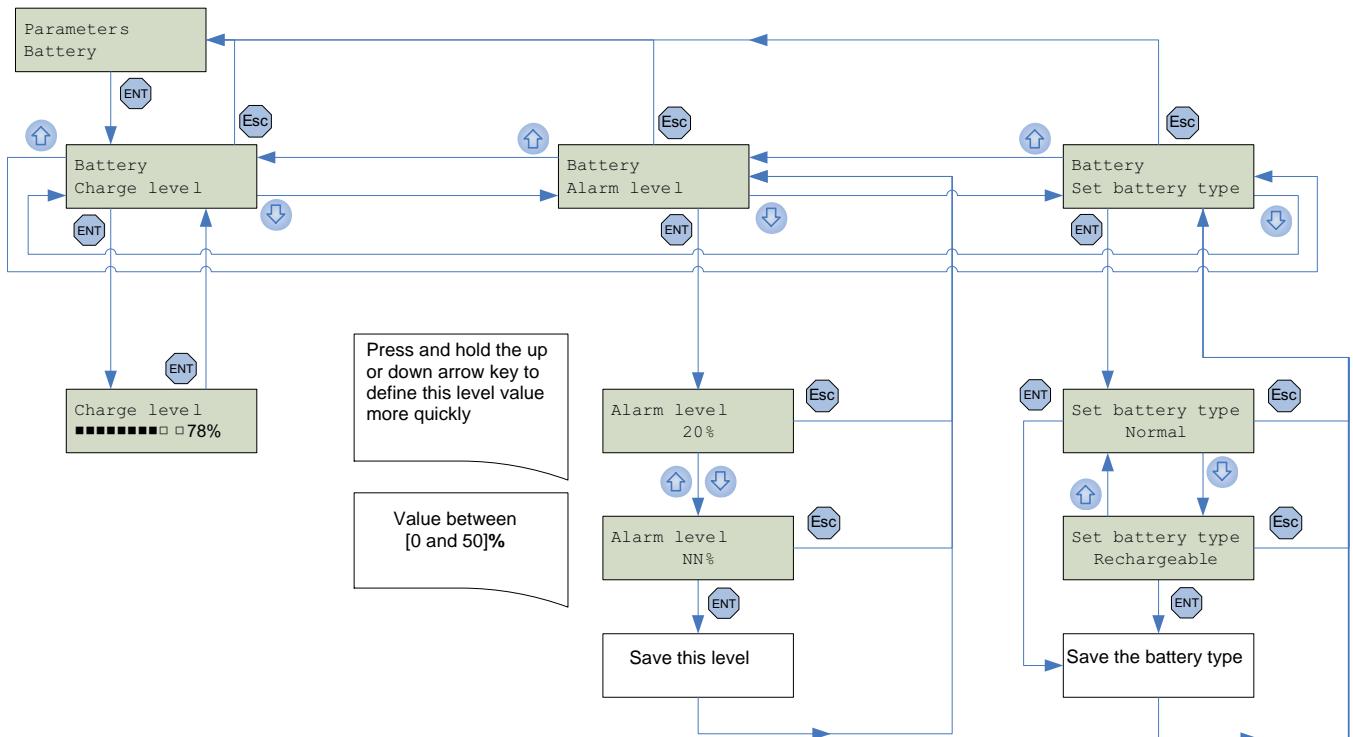 Parameters
Battery
ENT
Esc
Esc
Esc
Battery
Charge level
Battery
Alarm level
Battery
Set battery type
ENT
ENT
ENT
Press and hold the up
or down arrow key to
define this level value
more quickly
ENT
Charge level
78%
Alarm level
20%
Esc
ENT
Set battery type
Normal
Esc
Value between
[0 and 50]%
Alarm level
NN%
Esc
Set battery type
Rechargeable
Esc
ENT
ENT
Save this level
Save the battery type